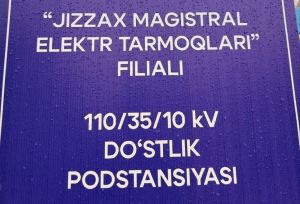 “JIZZAX MAGISTRAL
ELEKTR TARMOQLARI”
FILIALI
110/35/10 kV
DO‘STLIK
PODSTANSIYASI